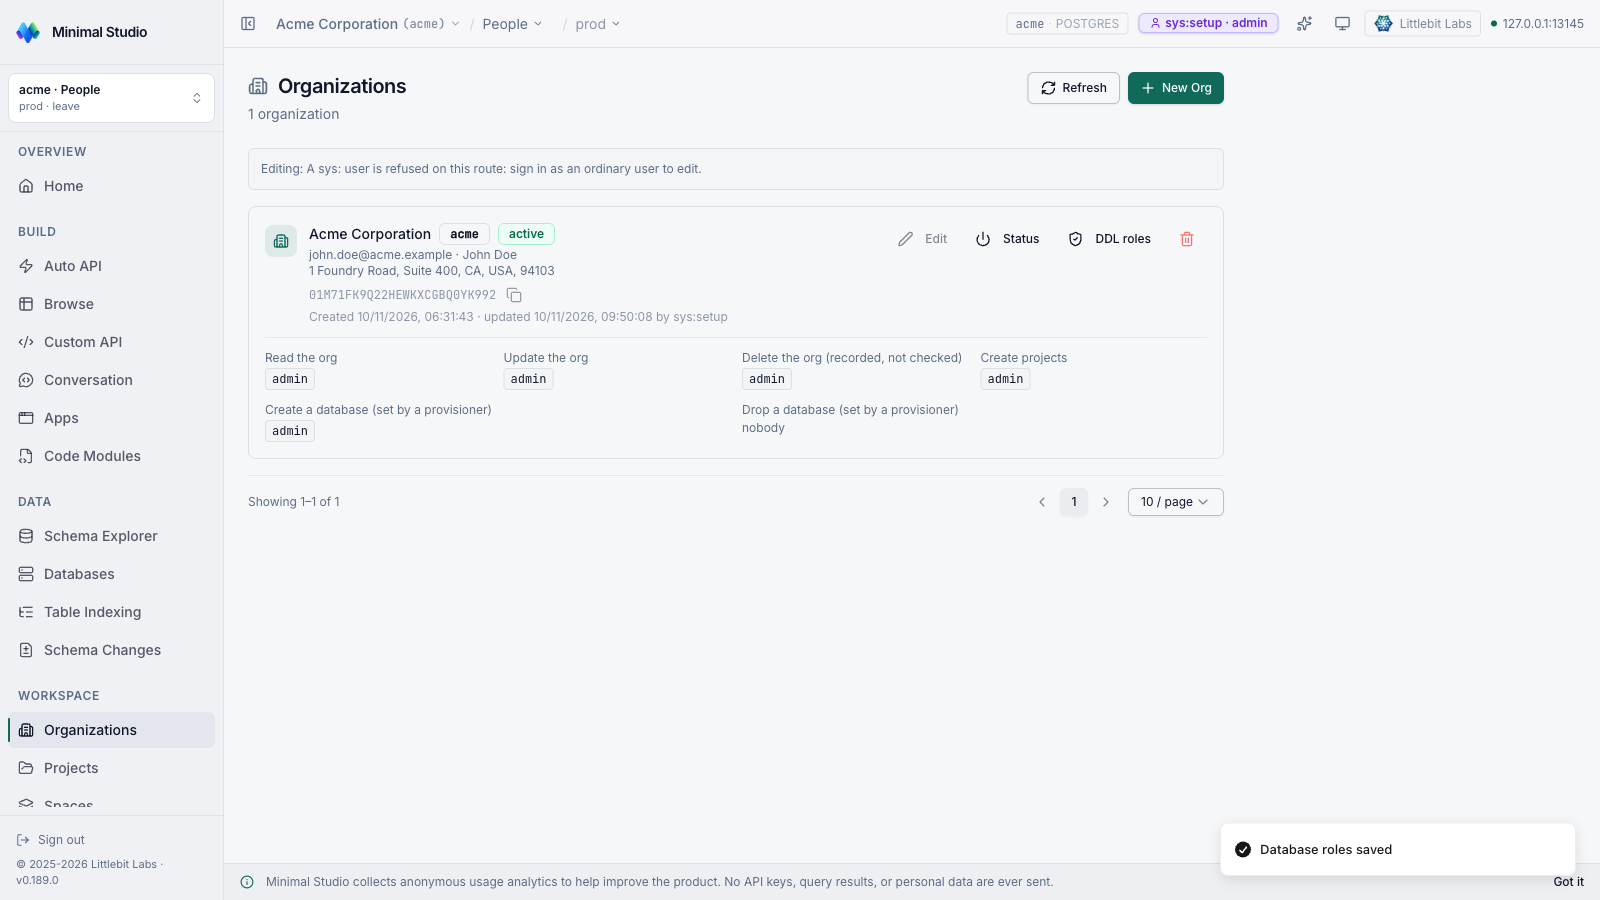 Minimal Studio
Acme Corporation (acme) / People / prod
acme · POSTGRES
sys:setup · admin
Littlebit Labs
127.0.0.1:13145
acme · People
prod · leave
OVERVIEW
Home
BUILD
Auto API
Browse
Custom API
Conversation
Apps
Code Modules
DATA
Schema Explorer
Databases
Table Indexing
Schema Changes
WORKSPACE
Organizations
Projects
Spaces
Sign out
© 2025-2026 Littlebit Labs ·
v0.189.0
Organizations
1 organization
Refresh
New Org
Editing: A sys: user is refused on this route: sign in as an ordinary user to edit.
Acme Corporation acme active
Edit Status DDL roles
john.doe@acme.example · John Doe
1 Foundry Road, Suite 400, CA, USA, 94103
01M71FK9Q22HEWKXCGBQ0YK992
Created 10/11/2026, 06:31:43 · updated 10/11/2026, 09:50:08 by sys:setup
Read the org
admin
Update the org
admin
Delete the org (recorded, not checked)
admin
Create projects
admin
Create a database (set by a provisioner)
admin
Drop a database (set by a provisioner)
nobody
Showing 1–1 of 1
1
10 / page
Database roles saved
Minimal Studio collects anonymous usage analytics to help improve the product. No API keys, query results, or personal data are ever sent.
Got it